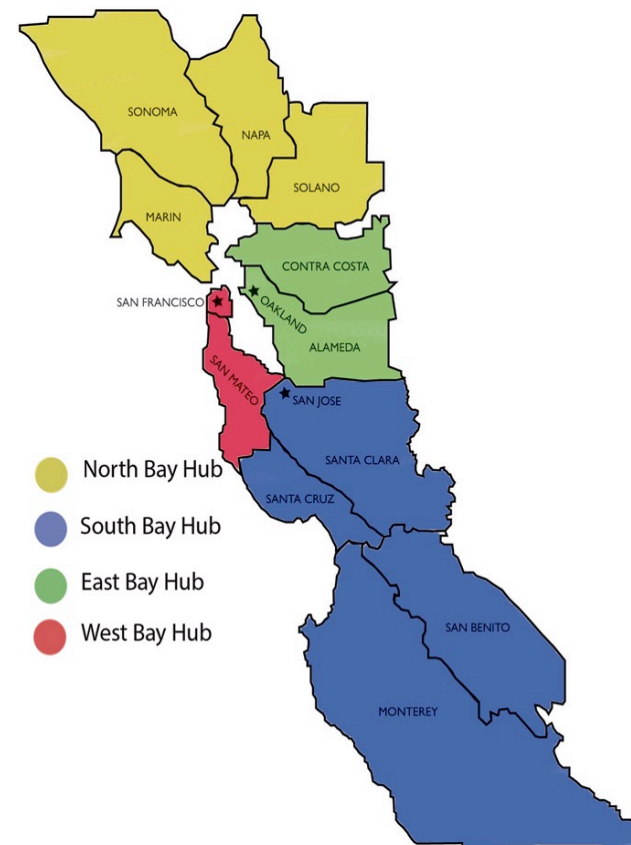 SONOMA
NAPA
SOLANO
MARIN
CONTRA COSTA
SAN FRANCISCO
OAKLAND
ALAMEDA
SAN MATEO
SAN JOSE
SANTA CLARA
SANTA CRUZ
SAN BENITO
MONTEREY
North Bay Hub
South Bay Hub
East Bay Hub
West Bay Hub